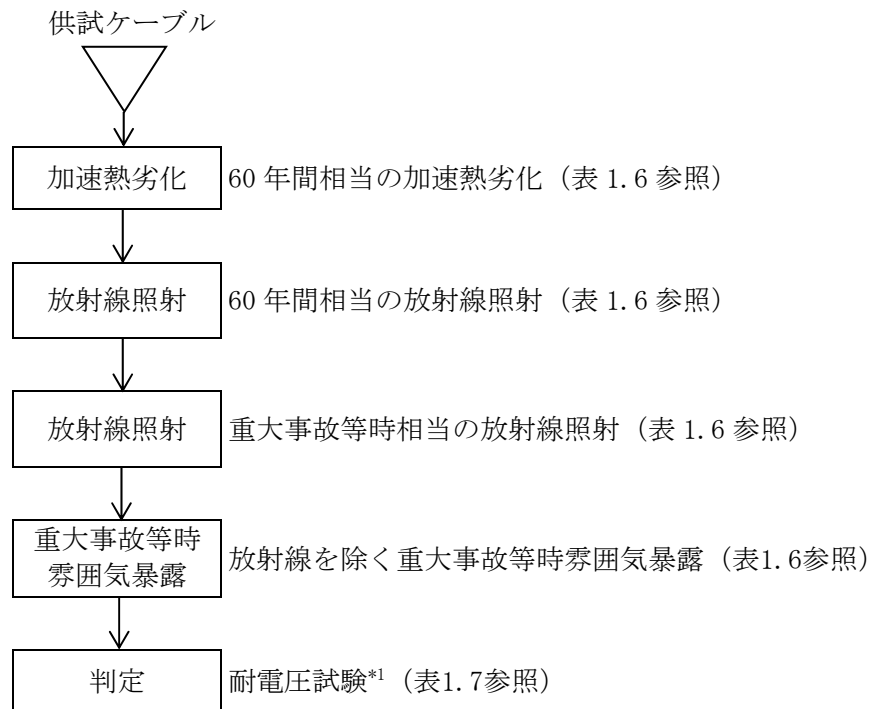 供試ケーブル
加速熱劣化 60 年間相当の加速熱劣化（表 1.6 参照）
放射線照射 60 年間相当の放射線照射（表 1.6 参照）
放射線照射 重大事故等時相当の放射線照射（表 1.6 参照）
重大事故等時
雰囲気暴露 放射線を除く重大事故等時雰囲気暴露（表1.6参照）
判定 耐電圧試験*1（表1.7参照）